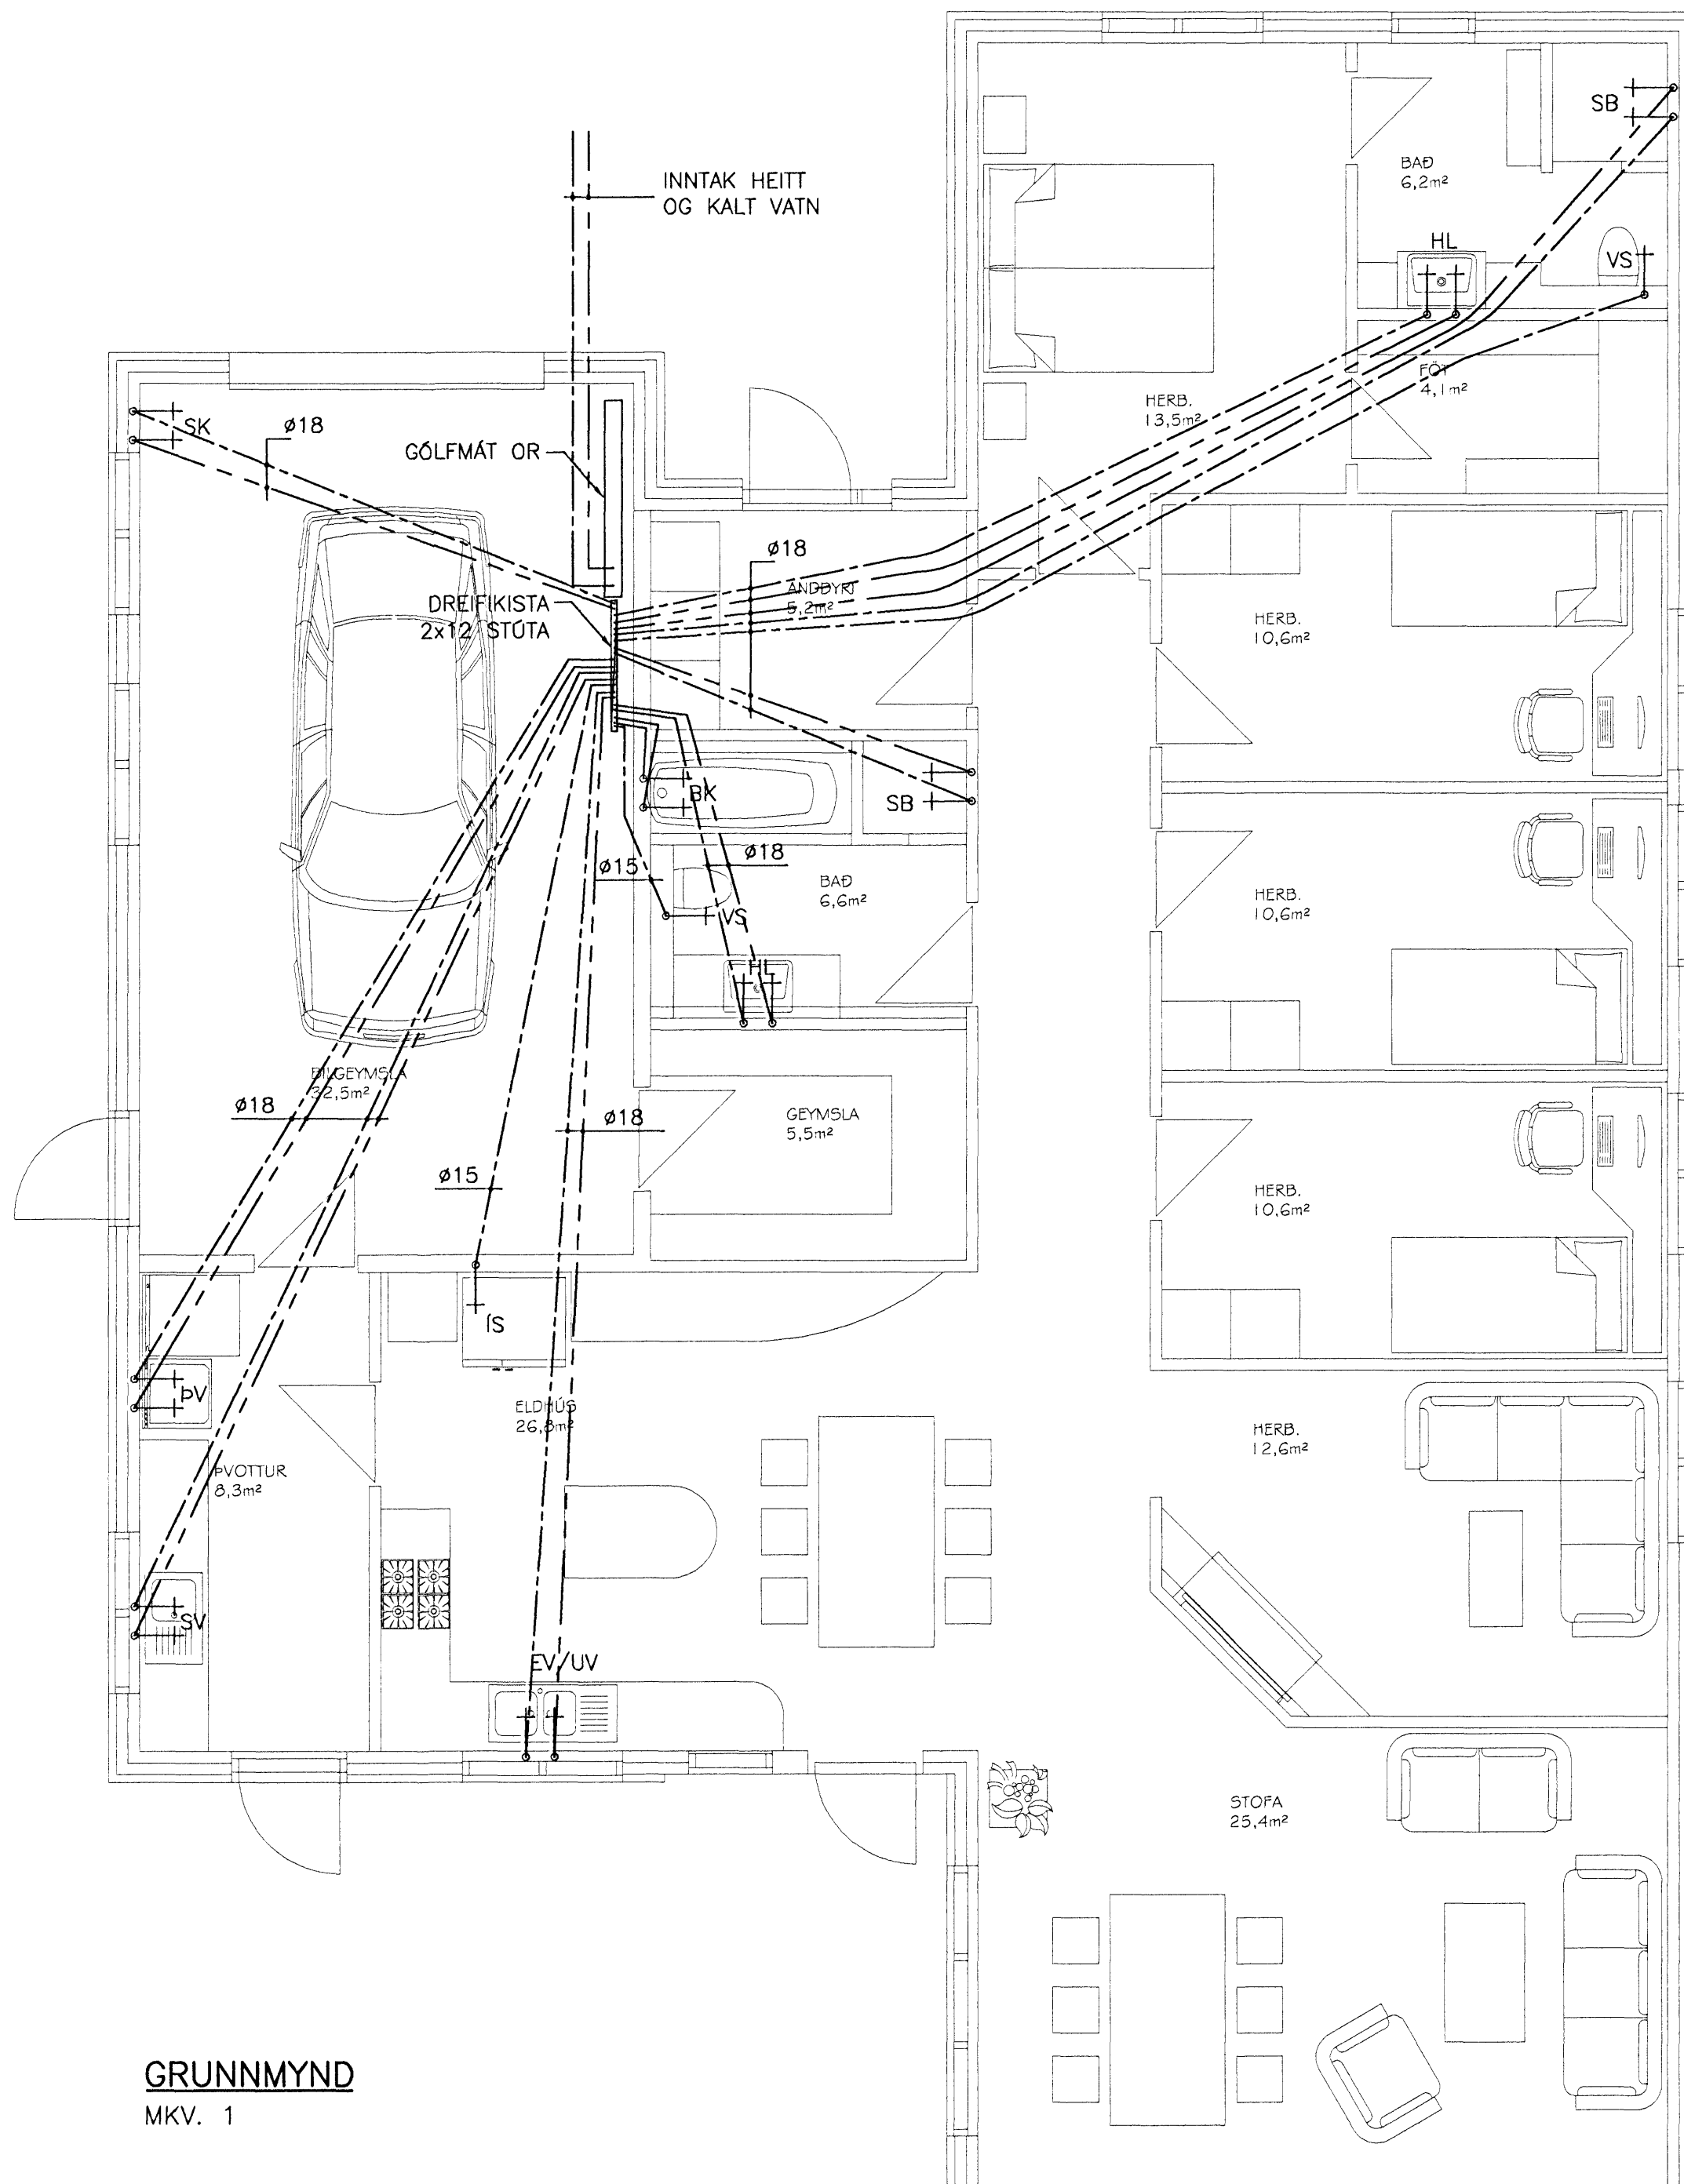 INNTAK HEITT
OG KALT VATN
SB
BAÐ
6,2m²
HL
VS
FÖT
4,1m²
HERB.
13,5m²
SK
ø18
GÓLFMÁT OR
ø18
DREIFIKISTA
2x12 STÚTA
ANDDYRI
5,2m²
HERB.
10,6m²
BK
SB
ø15
ø18
BAÐ
6,6m²
VS
HL
HERB.
10,6m²
BÍLGEYMSLA
32,5m²
ø18
ø18
GEYMSLA
5,5m²
ø15
HERB.
10,6m²
ÍS
ÞV
ELDHÚS
26,8m²
HERB.
12,6m²
ÞVOTTUR
8,3m²
SV
EV/UV
STOFA
25,4m²
GRUNNMYND
MKV. 1